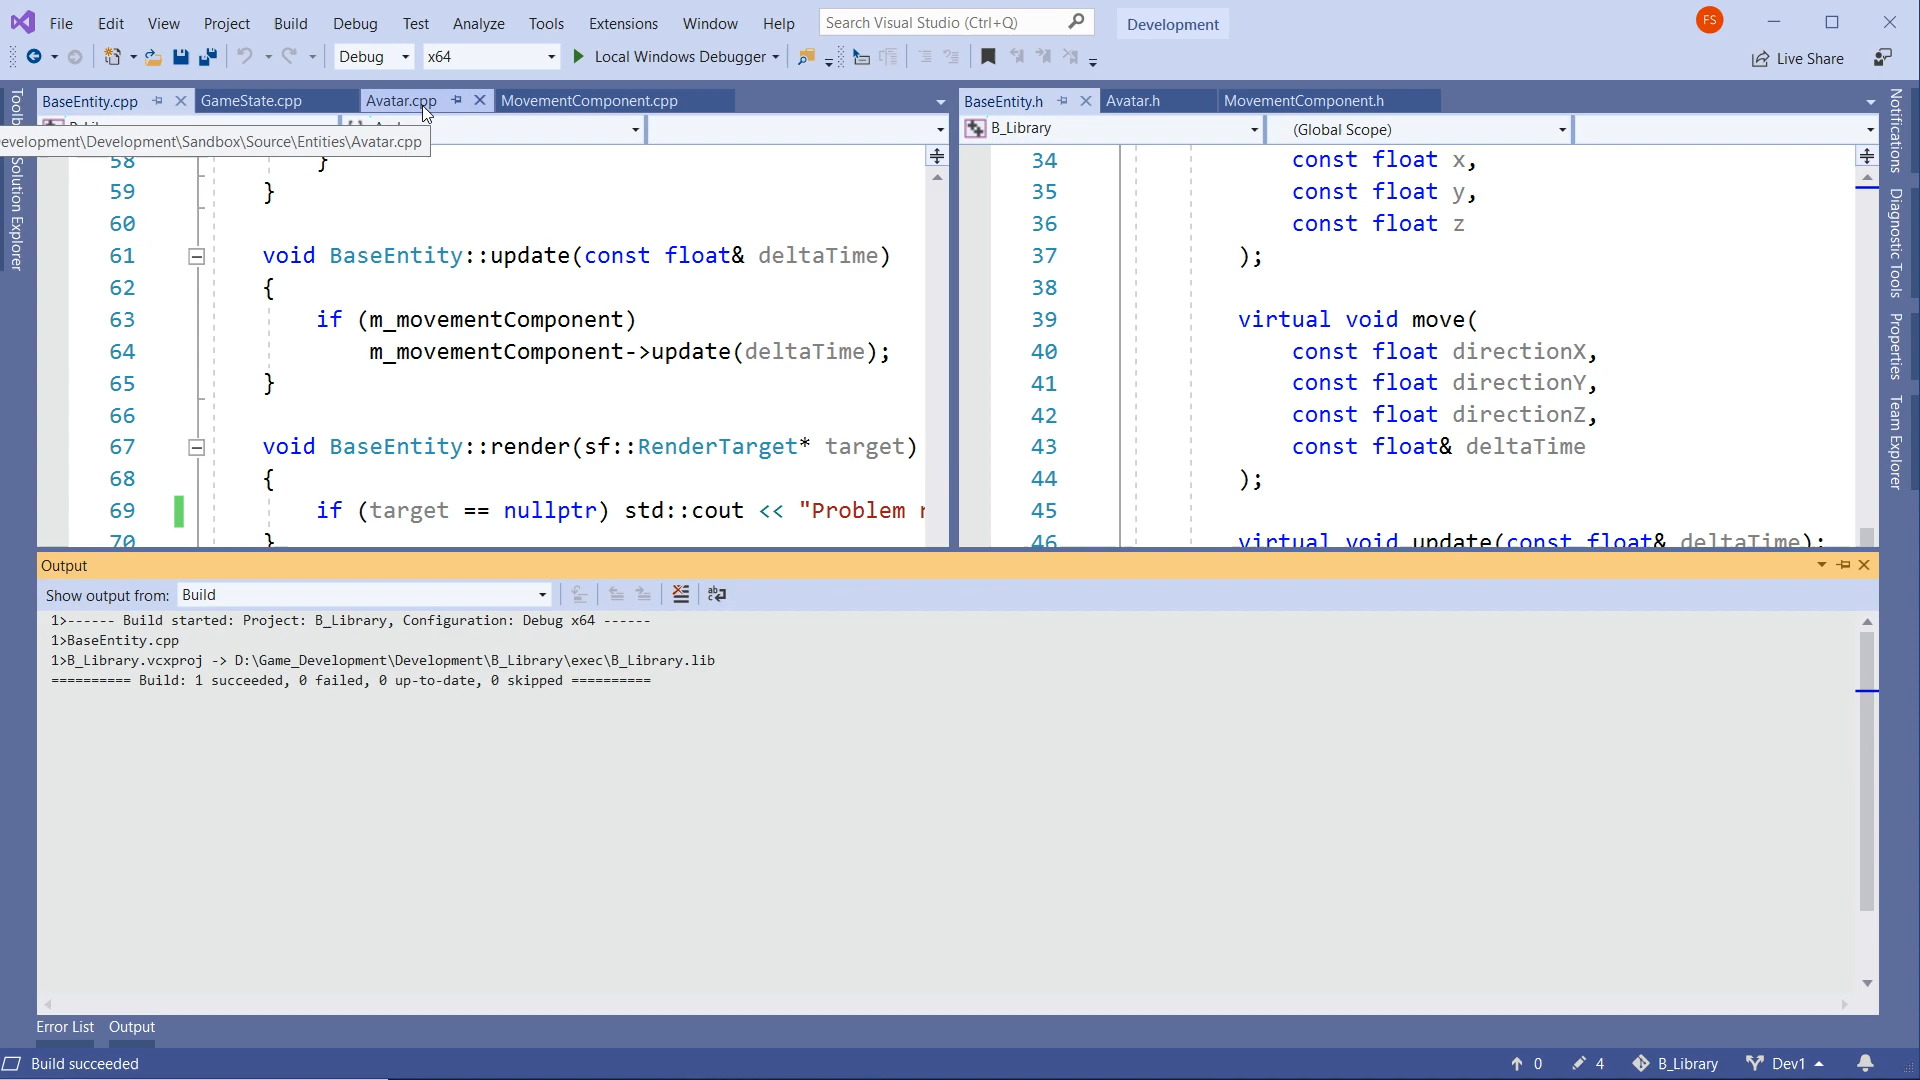 File Edit View Project Build Debug Test Analyze Tools Extensions Window Help Search Visual Studio (Ctrl+Q) Development FS
Debug x64 Local Windows Debugger Live Share
BaseEntity.cpp GameState.cpp Avatar.cpp MovementComponent.cpp
evelopment\Development\Sandbox\Source\Entities\Avatar.cpp
58 }
59 }
60
61 void BaseEntity::update(const float& deltaTime)
62 {
63 if (m_movementComponent)
64 m_movementComponent->update(deltaTime);
65 }
66
67 void BaseEntity::render(sf::RenderTarget* target)
68 {
69 if (target == nullptr) std::cout << "Problem
70 }
BaseEntity.h Avatar.h MovementComponent.h
B_Library (Global Scope)
34 const float x,
35 const float y,
36 const float z
37 );
38
39 virtual void move(
40 const float directionX,
41 const float directionY,
42 const float directionZ,
43 const float& deltaTime
44 );
45
46 virtual void update(const float& deltaTime);
Solution Explorer
Notifications
Diagnostic Tools
Properties
Team Explorer
Output
Show output from: Build
1>------ Build started: Project: B_Library, Configuration: Debug x64 ------
1>BaseEntity.cpp
1>B_Library.vcxproj -> D:\Game_Development\Development\B_Library\exec\B_Library.lib
========== Build: 1 succeeded, 0 failed, 0 up-to-date, 0 skipped ==========
Error List Output
Build succeeded 0 4 B_Library Dev1